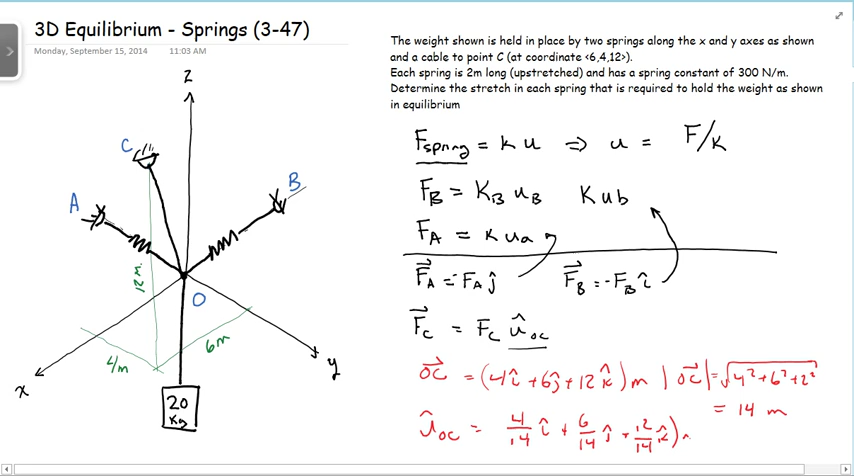 3D Equilibrium - Springs (3-47)
Monday, September 15, 2014 11:03 AM
The weight shown is held in place by two springs along the x and y axes as shown
and a cable to point C (at coordinate <6,4,12>).
Each spring is 2m long (upstretched) and has a spring constant of 300 N/m.
Determine the stretch in each spring that is required to hold the weight as shown
in equilibrium
z
C
A
B
12m
O
4m
6m
x
y
20
kg
F_spring = k u ⇒ u = F/k
F_B = K_B u_B K u b
F_A = k u a
F⃗_A = -F_A ĵ F⃗_B = -F_B î
F⃗_C = F_C û_oc
OC⃗ = (4î + 6ĵ + 12k̂) m |OC⃗| = √4² + 6² + 2²
= 14 m
û_oc = 4/14 î + 6/14 ĵ + 12/14 k̂)